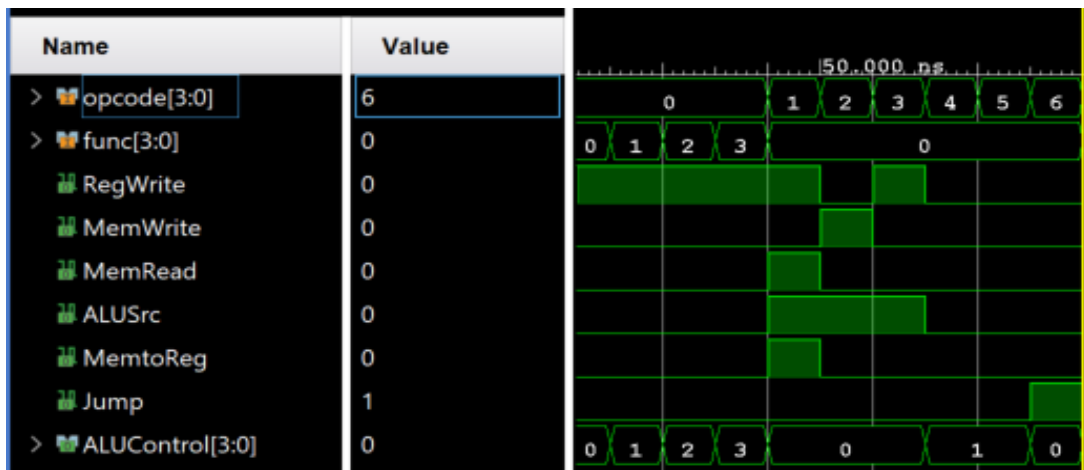 Name Value
50.000 ns
opcode[3:0] 6 0 1 2 3 4 5 6
func[3:0] 0 0 1 2 3 0
RegWrite 0
MemWrite 0
MemRead 0
ALUSrc 0
MemtoReg 0
Jump 1
ALUControl[3:0] 0 0 1 2 3 0 1 0